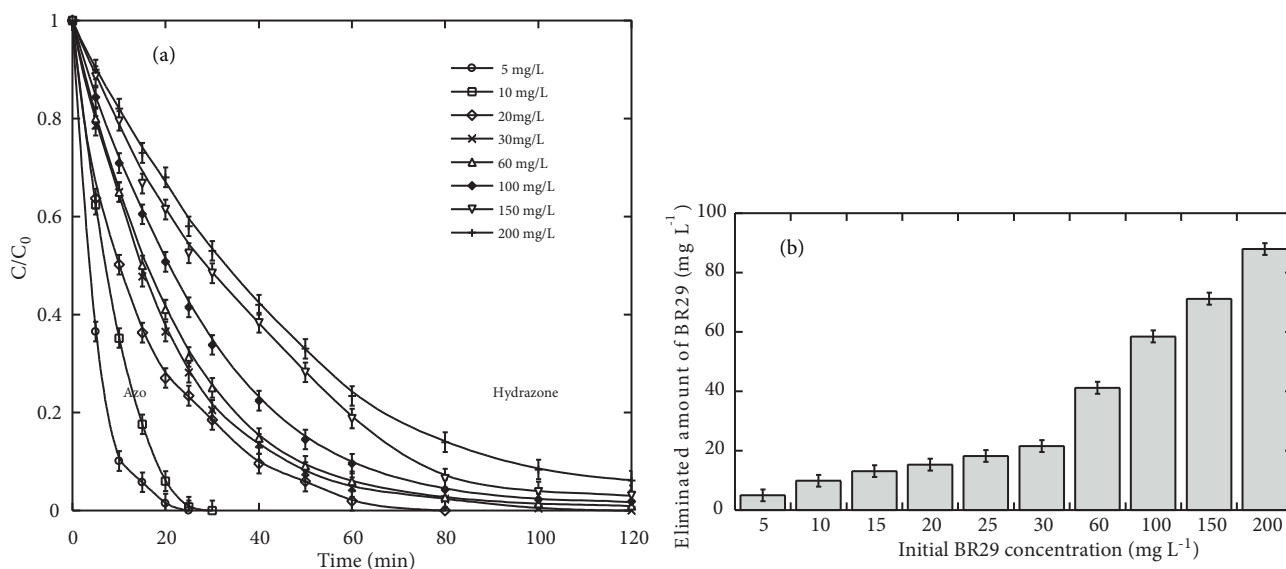 (a)
1
0.8
0.6
0.4
0.2
0
C/C₀
5 mg/L
10 mg/L
20mg/L
30mg/L
60 mg/L
100 mg/L
150 mg/L
200 mg/L
Azo
Hydrazone
0 20 40 60 80 100 120
Time (min)
(b)
100
80
60
40
20
0
Eliminated amount of BR29 (mg L⁻¹)
5 10 15 20 25 30 60 100 150 200
Initial BR29 concentration (mg L⁻¹)